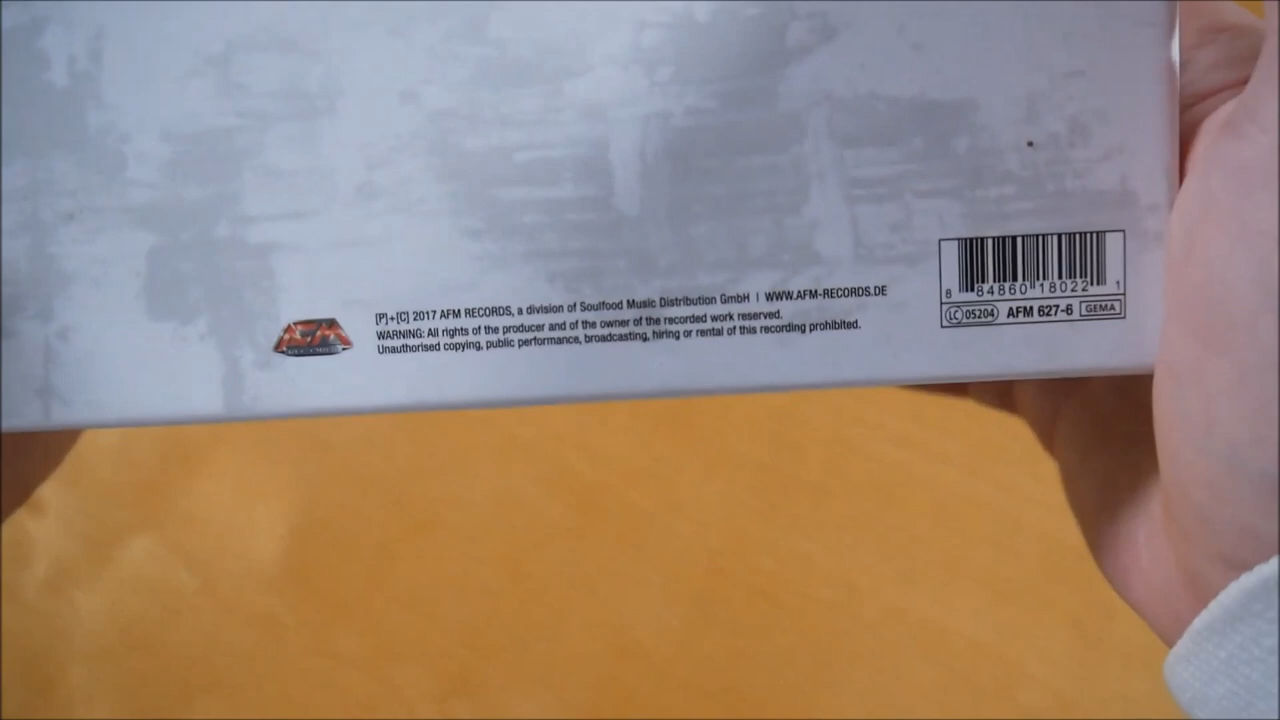 [P]+[C] 2017 AFM RECORDS, a division of Soulfood Music Distribution GmbH | WWW.AFM-RECORDS.DE
WARNING: All rights of the producer and of the owner of the recorded work reserved.
Unauthorised copying, public performance, broadcasting, hiring or rental of this recording prohibited.
AFM
RECORDS
8 84860 18022 1
LC 05204 AFM 627-6 GEMA